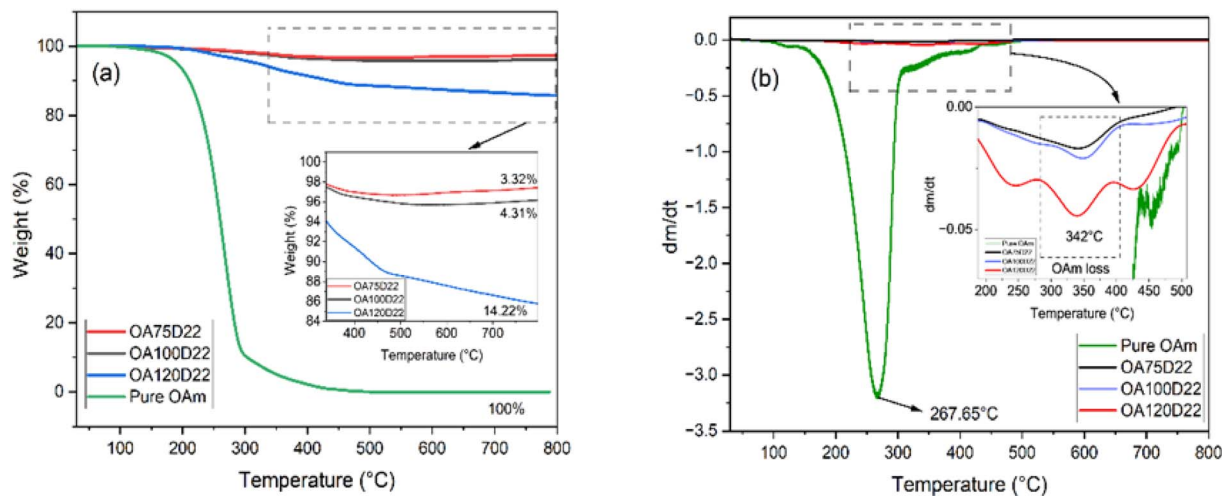 (a)
Weight (%)
100
80
60
40
20
0
98
96
94
92
90
88
86
84
Weight (%)
3.32%
4.31%
14.22%
OA75D22
OA100D22
OA120D22
400 500 600 700
Temperature (°C)
OA75D22
OA100D22
OA120D22
Pure OAm
100%
100 200 300 400 500 600 700 800
Temperature (°C)
(b)
dm/dt
0.0
−0.5
−1.0
−1.5
−2.0
−2.5
−3.0
−3.5
0.00
−0.05
dm/dt
342°C
OAm loss
Pure OAm
OA75D22
OA100D22
OA120D22
200 250 300 350 400 450 500
Temperature (°C)
267.65°C
Pure OAm
OA75D22
OA100D22
OA120D22
100 200 300 400 500 600 700 800
Temperature (°C)